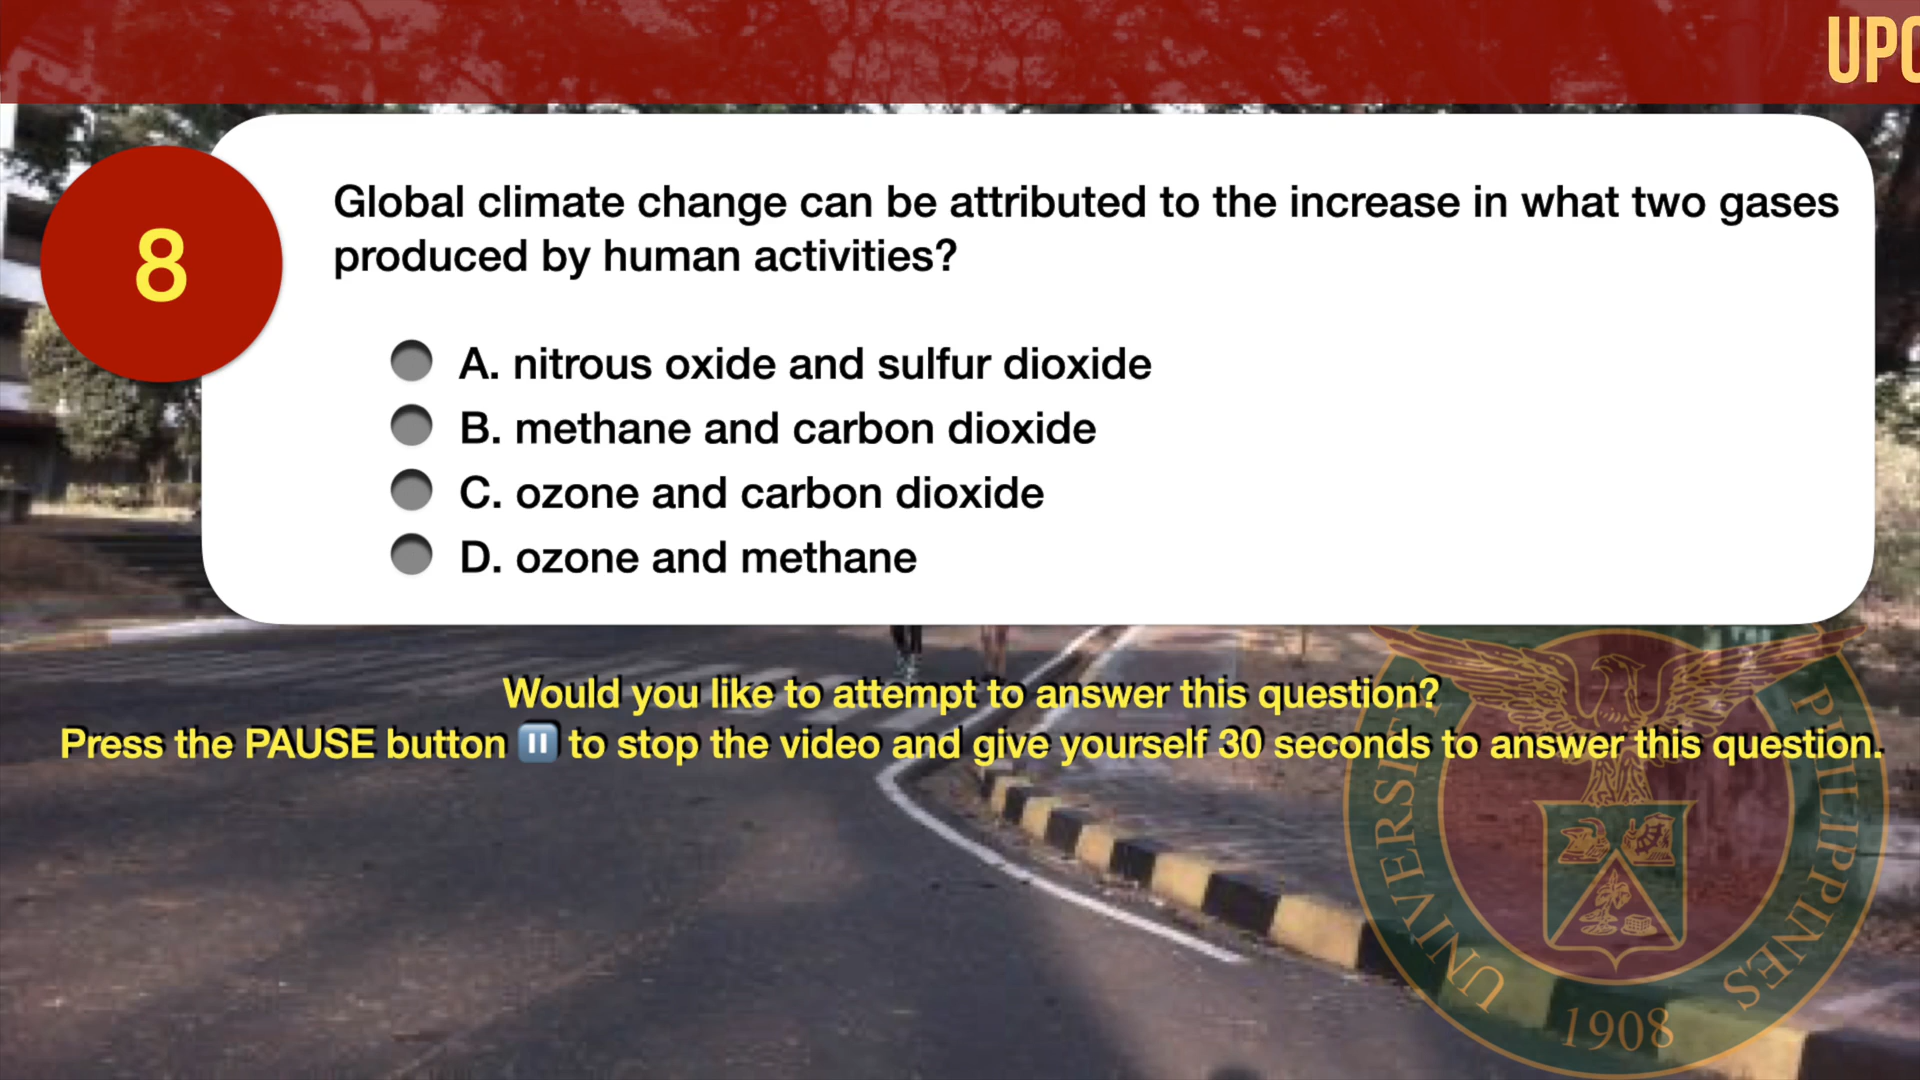 UPC
8
Global climate change can be attributed to the increase in what two gases
produced by human activities?
A. nitrous oxide and sulfur dioxide
B. methane and carbon dioxide
C. ozone and carbon dioxide
D. ozone and methane
Would you like to attempt to answer this question?
Press the PAUSE button ⏸ to stop the video and give yourself 30 seconds to answer this question.
UNIVERSITY PHILIPPINES
1908